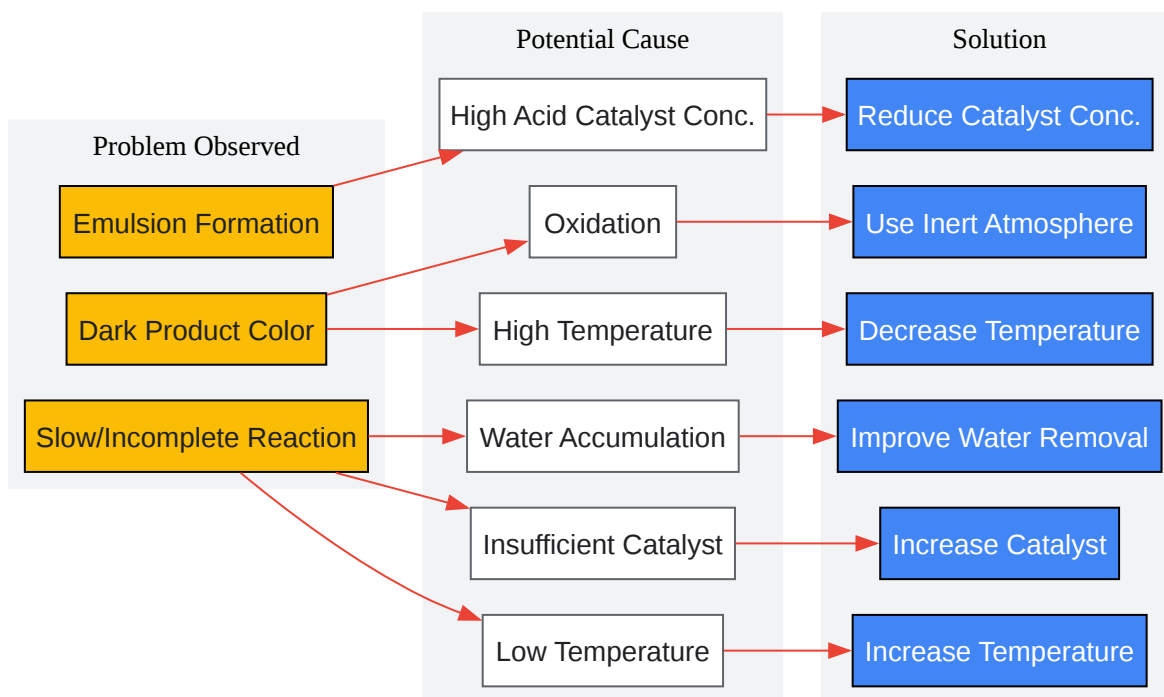 Problem Observed
Emulsion Formation
Dark Product Color
Slow/Incomplete Reaction
Potential Cause
High Acid Catalyst Conc.
Oxidation
High Temperature
Water Accumulation
Insufficient Catalyst
Low Temperature
Solution
Reduce Catalyst Conc.
Use Inert Atmosphere
Decrease Temperature
Improve Water Removal
Increase Catalyst
Increase Temperature